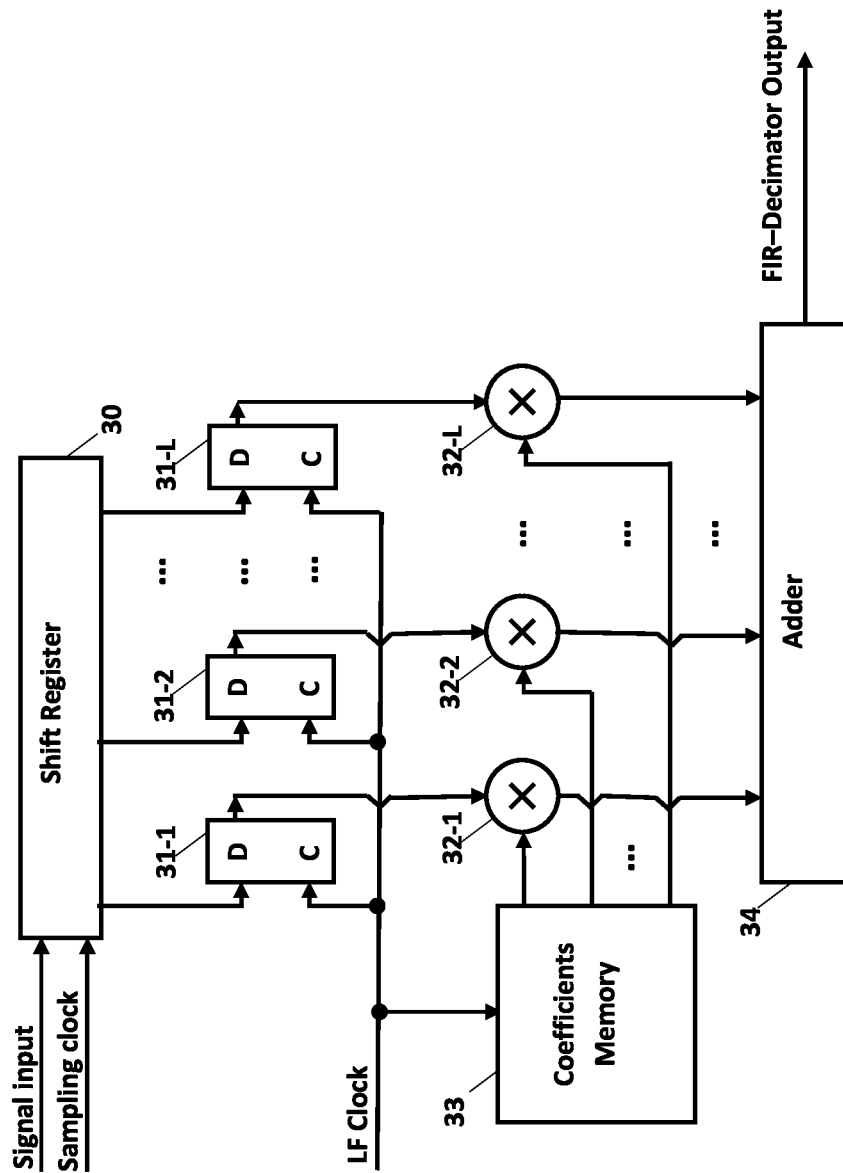 Signal input
Sampling clock
Shift Register
30
31-1
D
C
31-2
D
C
...
...
...
31-L
D
C
LF Clock
32-1
32-2
...
32-L
33
Coefficients
Memory
...
...
...
34
Adder
FIR–Decimator Output